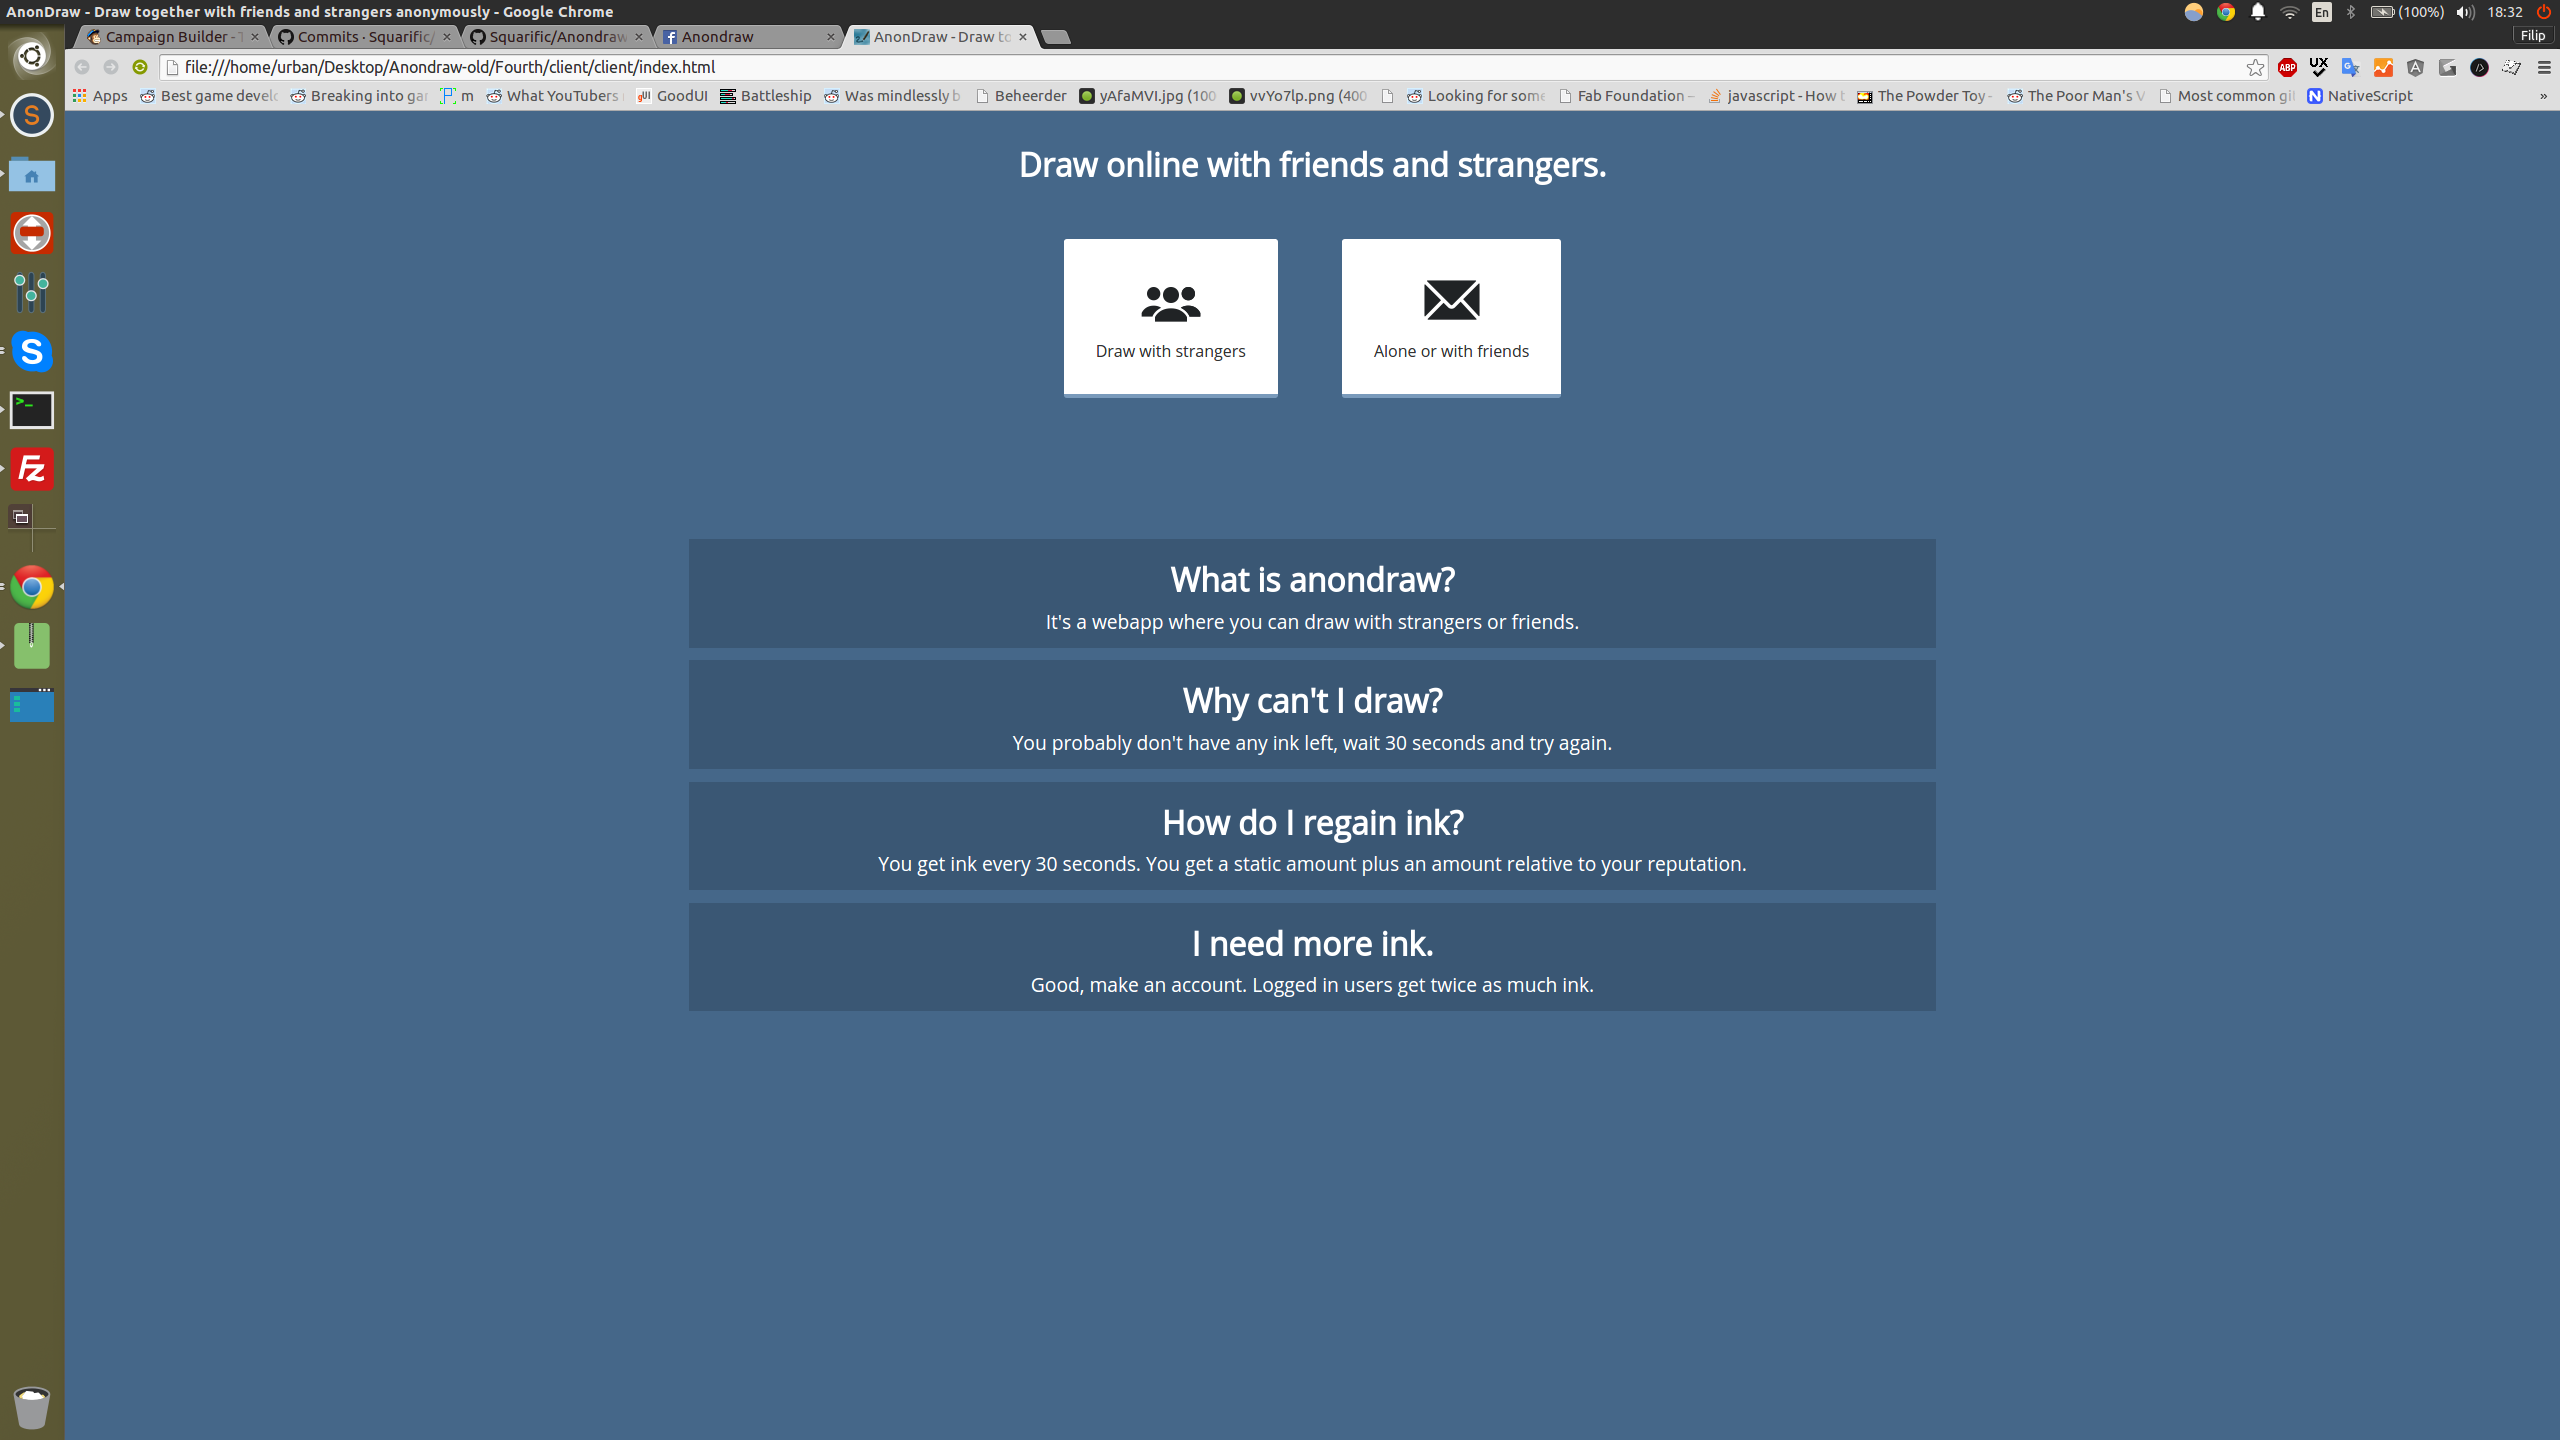 AnonDraw - Draw together with friends and strangers anonymously - Google Chrome
En (100%) 18:32
Campaign Builder - T
Commits · Squarific/
Squarific/Anondraw
Anondraw
AnonDraw - Draw to
Filip
file:///home/urban/Desktop/Anondraw-old/Fourth/client/client/index.html
ABP UX
Apps Best game devel Breaking into gar m What YouTubers gUI GoodUI Battleship Was mindlessly b Beheerder yAfaMVI.jpg (100 vvYo7lp.png (400 Looking for some Fab Foundation – javascript - How t The Powder Toy - The Poor Man's V Most common gi NativeScript »
Draw online with friends and strangers.
Draw with strangers
Alone or with friends
What is anondraw?
It's a webapp where you can draw with strangers or friends.
Why can't I draw?
You probably don't have any ink left, wait 30 seconds and try again.
How do I regain ink?
You get ink every 30 seconds. You get a static amount plus an amount relative to your reputation.
I need more ink.
Good, make an account. Logged in users get twice as much ink.